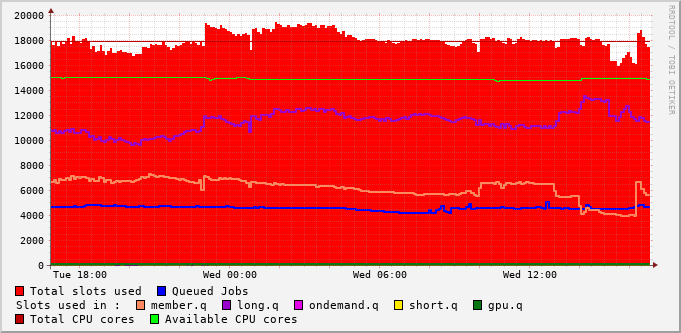 20000
18000
16000
14000
12000
10000
8000
6000
4000
2000
0
Tue 18:00 Wed 00:00 Wed 06:00 Wed 12:00
RRDTOOL / TOBI OETIKER
Total slots used Queued Jobs
Slots used in : member.q long.q ondemand.q short.q gpu.q
Total CPU cores Available CPU cores